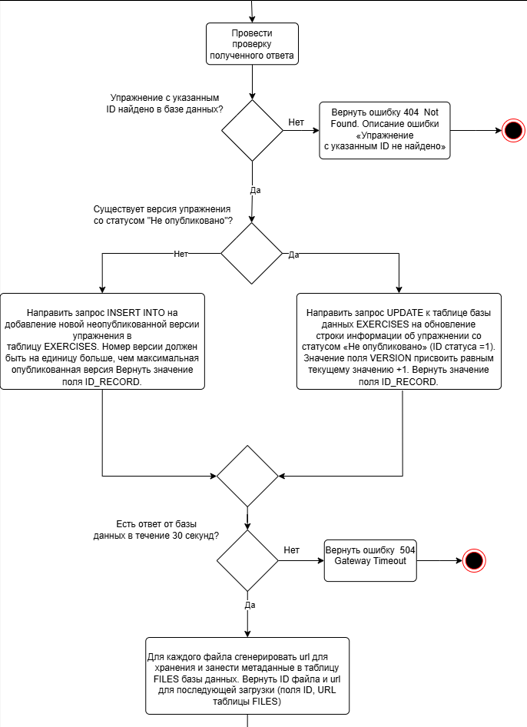 Провести
проверку
полученного ответа
Упражнение с указанным
ID найдено в базе данных?
Нет
Вернуть ошибку 404 Not
Found. Описание ошибки
«Упражнение
с указанным ID не найдено»
Да
Существует версия упражнения
со статусом "Не опубликовано"?
Нет
Да
Направить запрос INSERT INTO на
добавление новой неопубликованной версии
упражнения в
таблицу EXERCISES. Номер версии должен
быть на единицу больше, чем максимальная
опубликованная версия Вернуть значение
поля ID_RECORD.
Направить запрос UPDATE к таблице базы
данных EXERCISES на обновление
строки информации об упражнении со
статусом «Не опубликовано» (ID статуса =1).
Значение поля VERSION присвоить равным
текущему значению +1. Вернуть значение
поля ID_RECORD.
Есть ответ от базы
данных в течение 30 секунд?
Нет
Вернуть ошибку 504
Gateway Timeout
Да
Для каждого файла сгенерировать url для
хранения и занести метаданные в таблицу
FILES базы данных. Вернуть ID файла и url
для последующей загрузки (поля ID, URL
таблицы FILES)